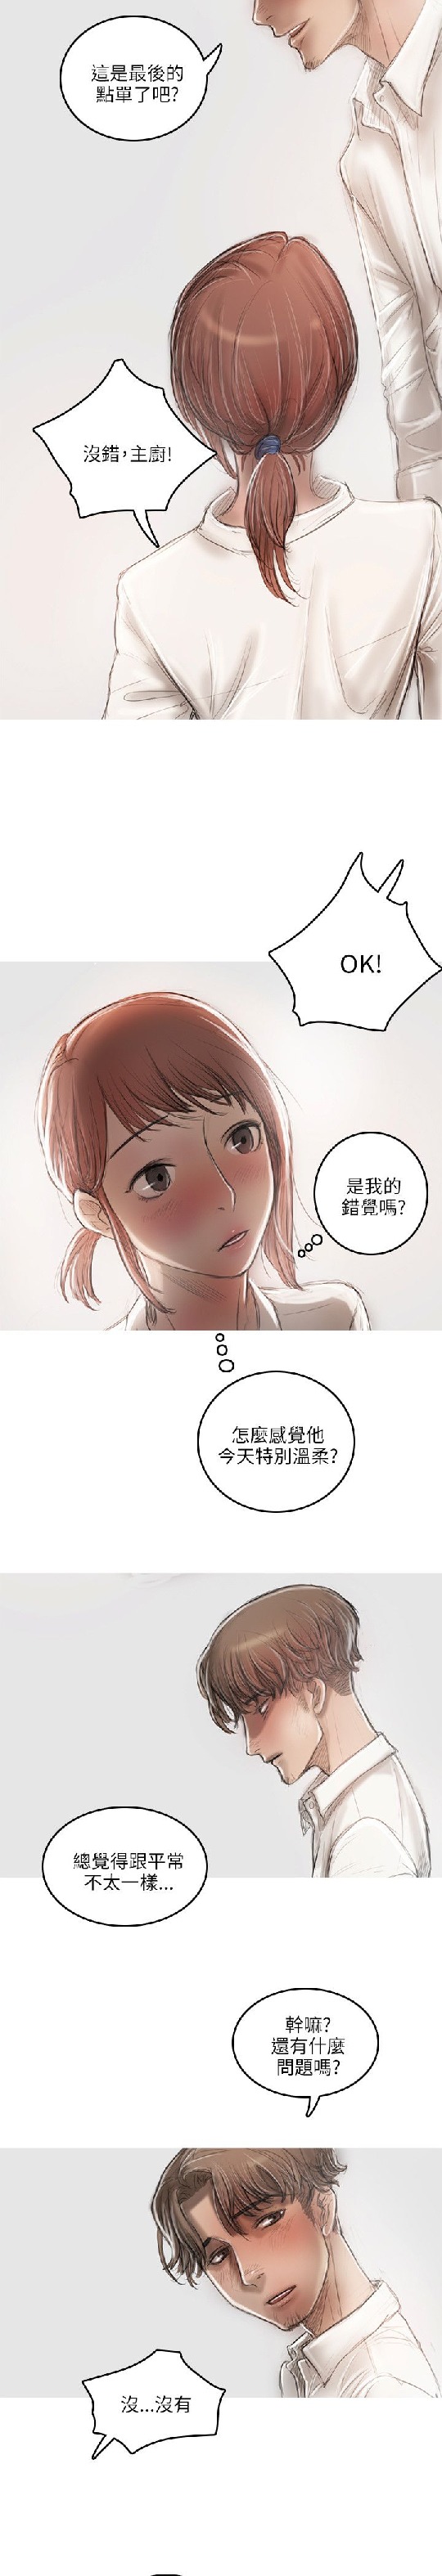 這是最後的
點單了吧?
沒錯,主廚!
OK!
是我的
錯覺嗎?
怎麼感覺他
今天特別溫柔?
總覺得跟平常
不太一樣...
幹嘛?
還有什麼
問題嗎?
沒...沒有